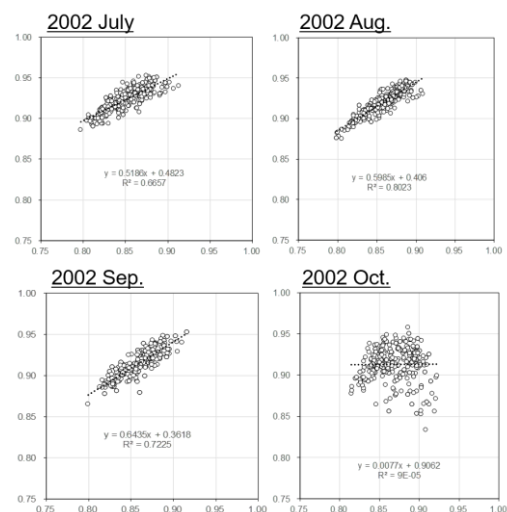 2002 July
1.00
0.95
0.90
0.85
0.80
0.75
y = 0.5186x + 0.4823
R² = 0.6657
0.75 0.80 0.85 0.90 0.95 1.00
2002 Aug.
1.00
0.95
0.90
0.85
0.80
0.75
y = 0.5985x + 0.406
R² = 0.8023
0.75 0.80 0.85 0.90 0.95 1.00
2002 Sep.
1.00
0.95
0.90
0.85
0.80
0.75
y = 0.6435x + 0.3618
R² = 0.7225
0.75 0.80 0.85 0.90 0.95 1.00
2002 Oct.
1.00
0.95
0.90
0.85
0.80
0.75
y = 0.0077x + 0.9062
R² = 9E-05
0.75 0.80 0.85 0.90 0.95 1.00